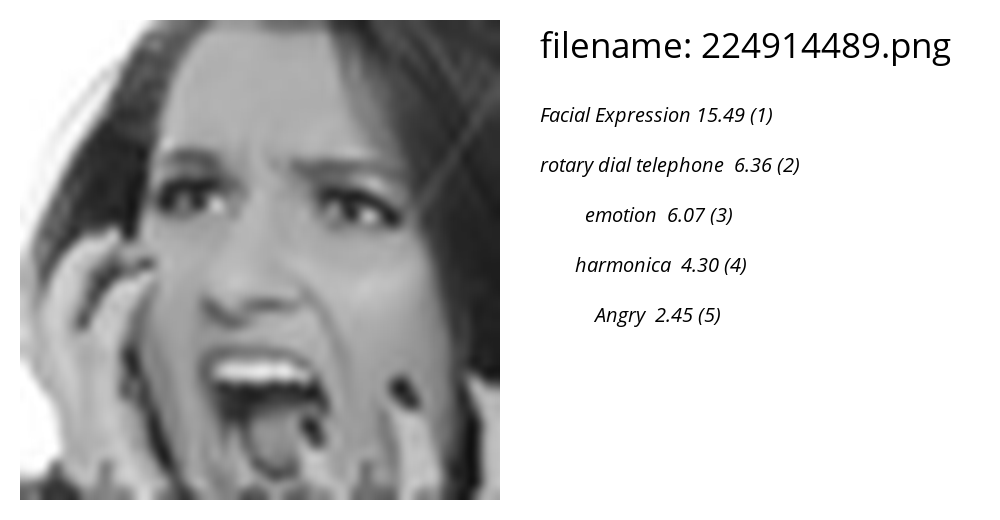 filename: 224914489.png
Facial Expression 15.49 (1)
rotary dial telephone 6.36 (2)
emotion 6.07 (3)
harmonica 4.30 (4)
Angry 2.45 (5)